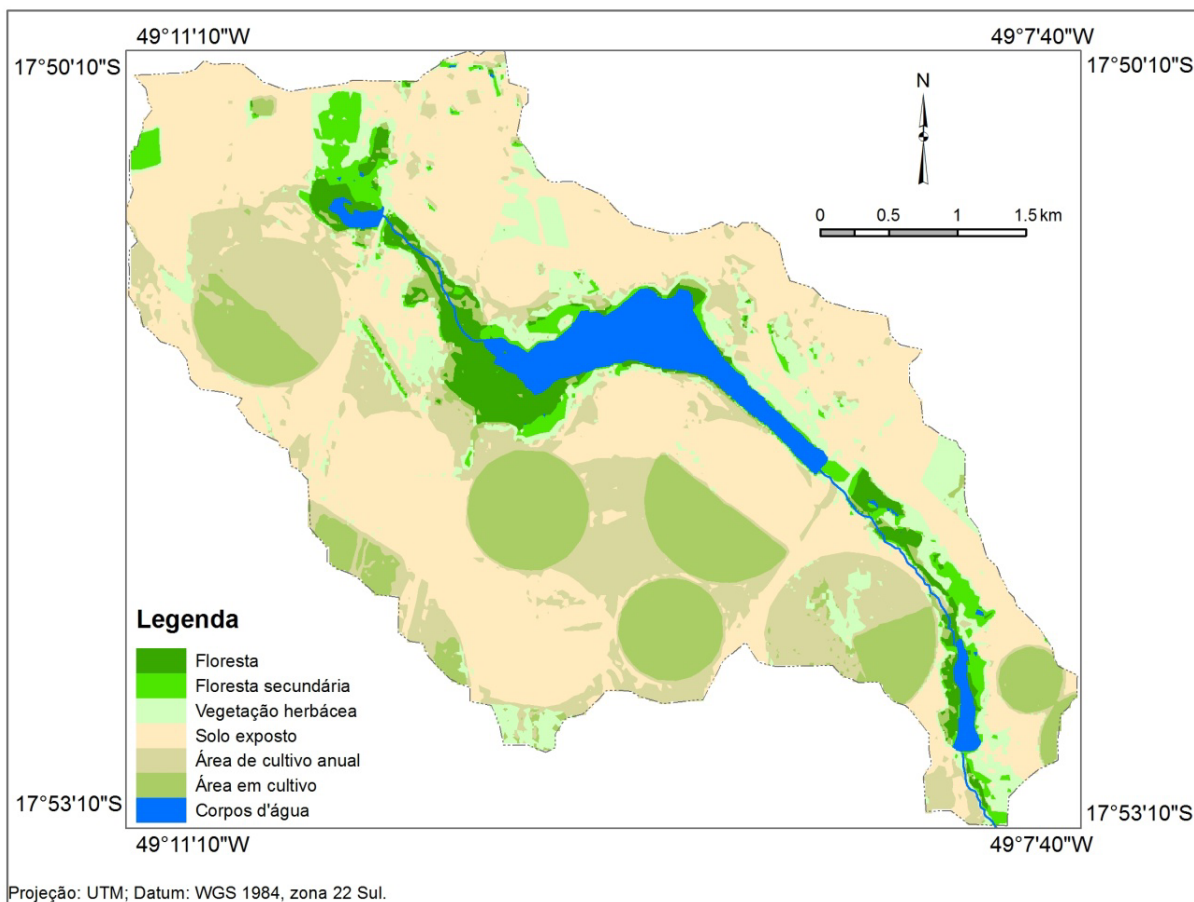 49°11'10"W
49°7'40"W
17°50'10"S
17°50'10"S
N
0 0.5 1 1.5 km
Legenda
Floresta
Floresta secundária
Vegetação herbácea
Solo exposto
Área de cultivo anual
Área em cultivo
Corpos d'água
17°53'10"S
17°53'10"S
49°11'10"W
49°7'40"W
Projeção: UTM; Datum: WGS 1984, zona 22 Sul.